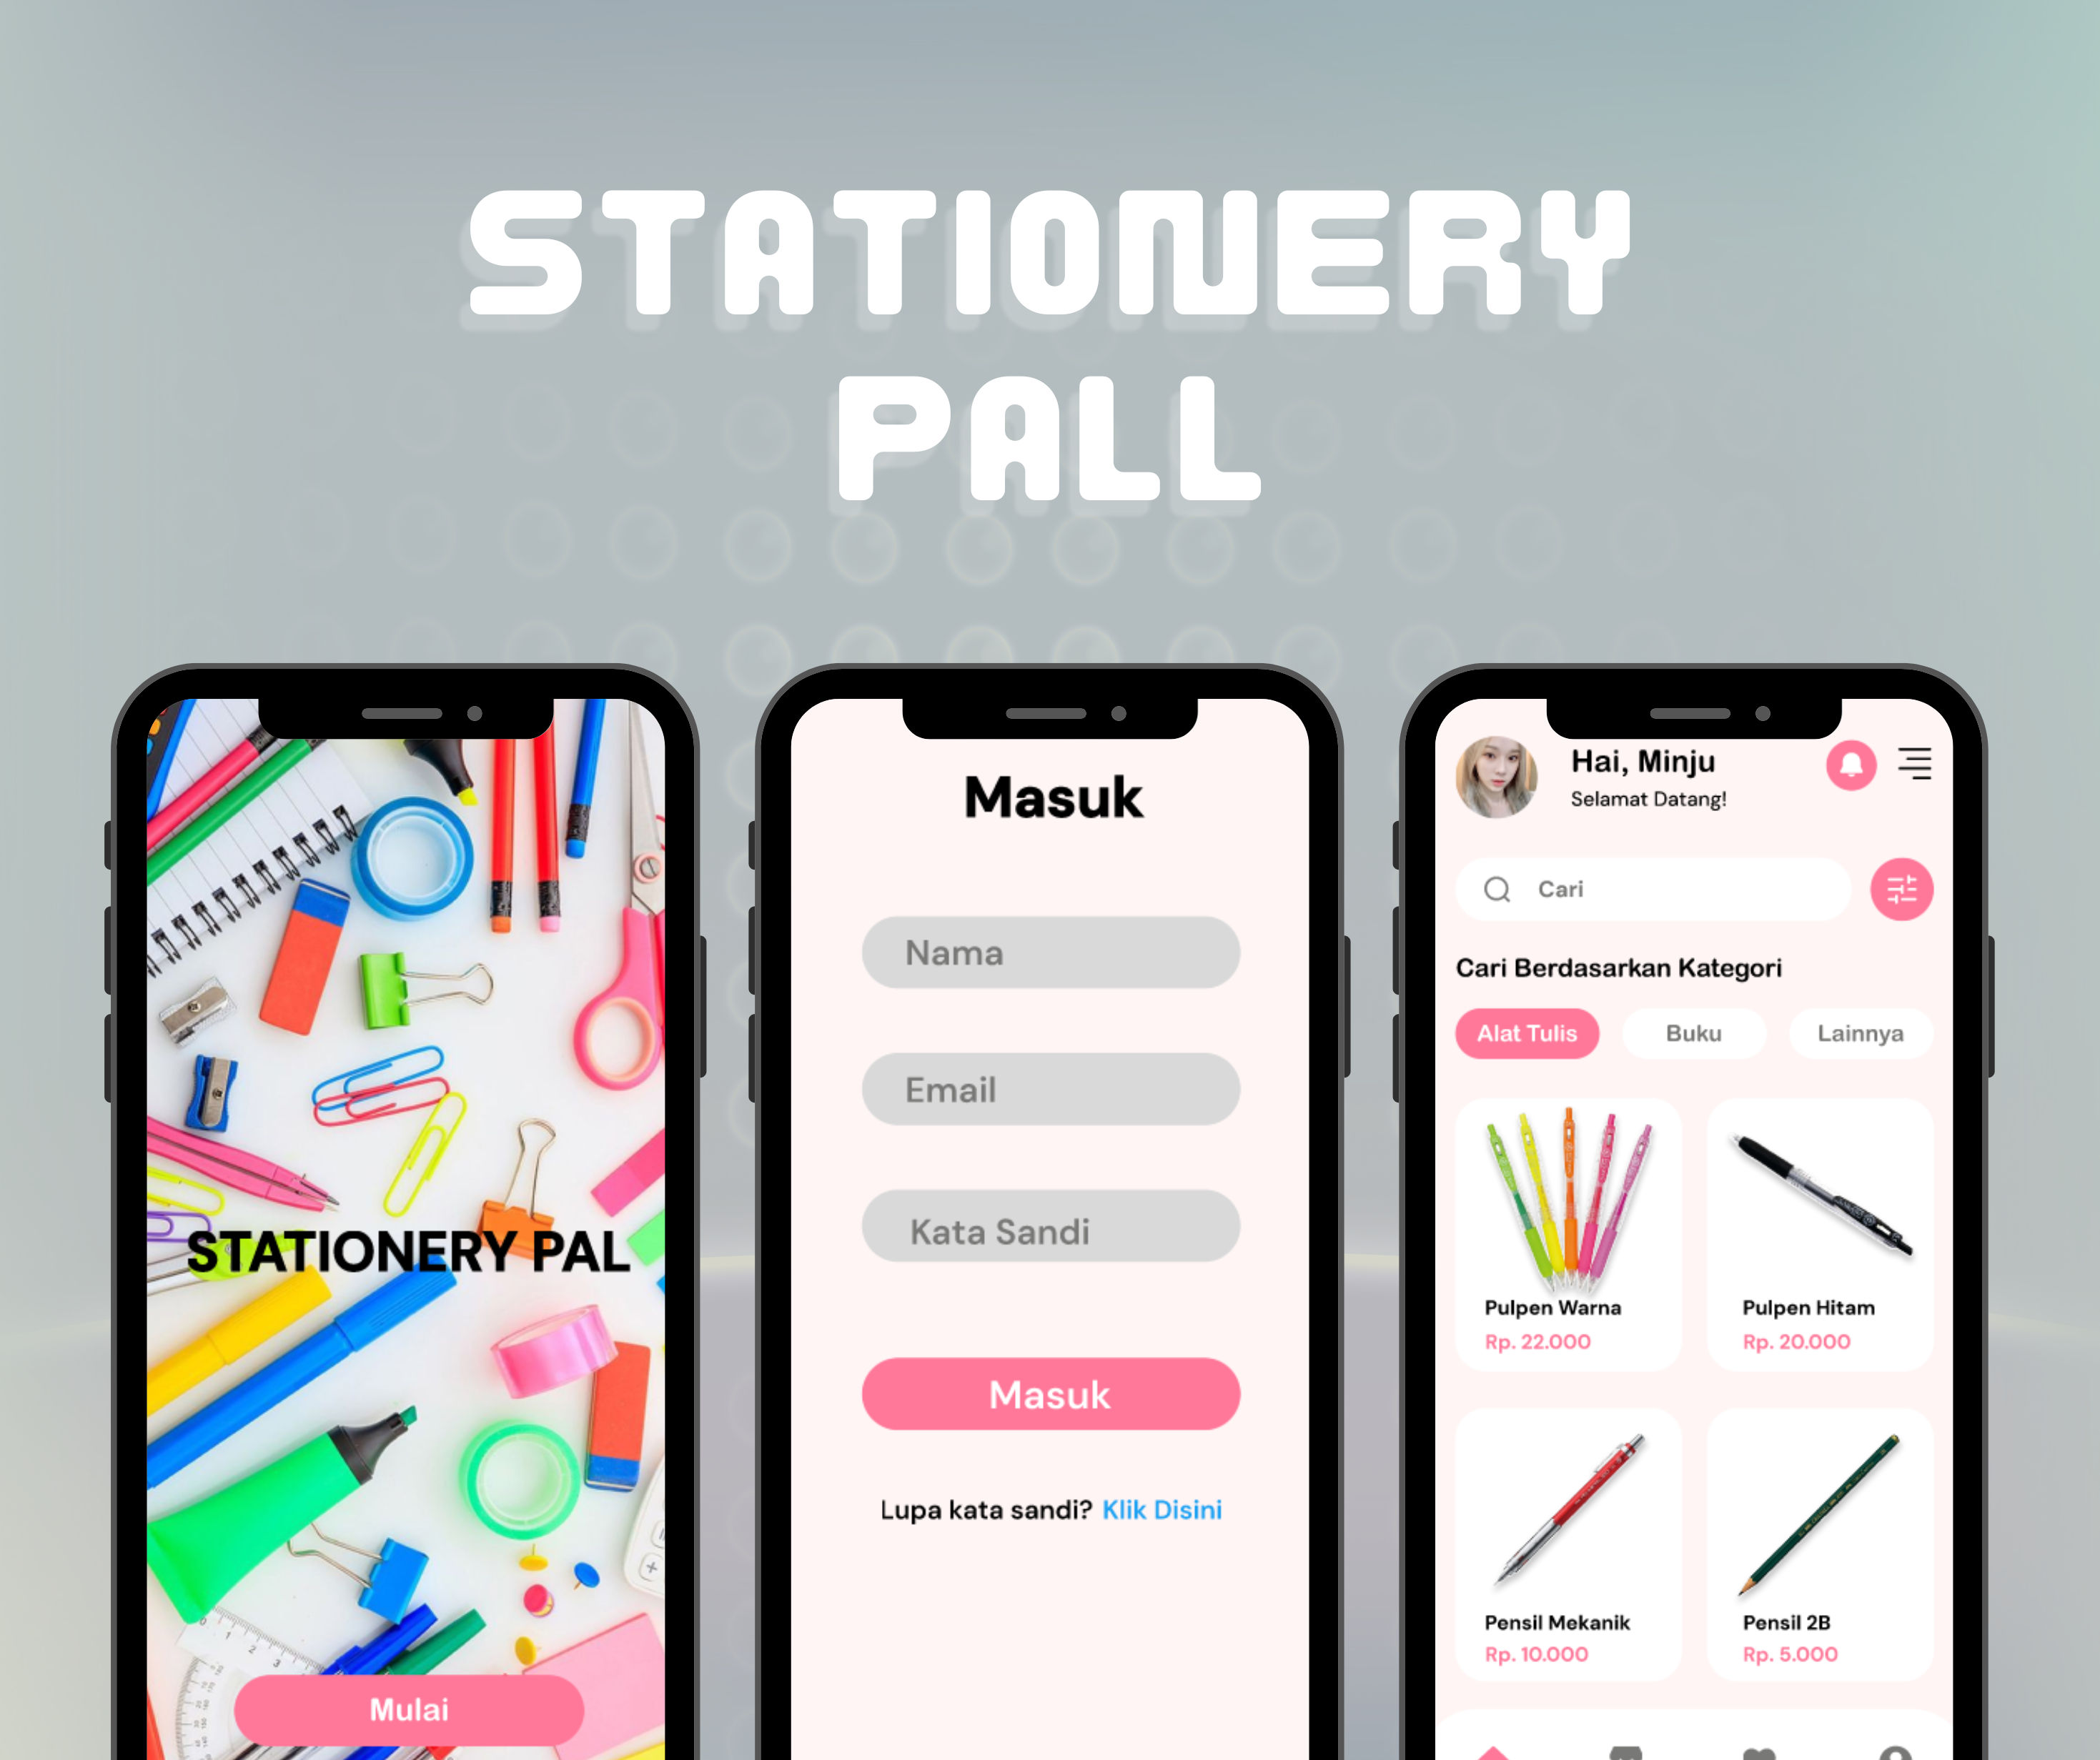 STATIONERY
PALL
STATIONERY PAL
Mulai
Masuk
Nama
Email
Kata Sandi
Masuk
Lupa kata sandi? Klik Disini
Hai, Minju
Selamat Datang!
Cari
Cari Berdasarkan Kategori
Alat Tulis Buku Lainnya
Pulpen Warna
Rp. 22.000
Pulpen Hitam
Rp. 20.000
Pensil Mekanik
Rp. 10.000
Pensil 2B
Rp. 5.000